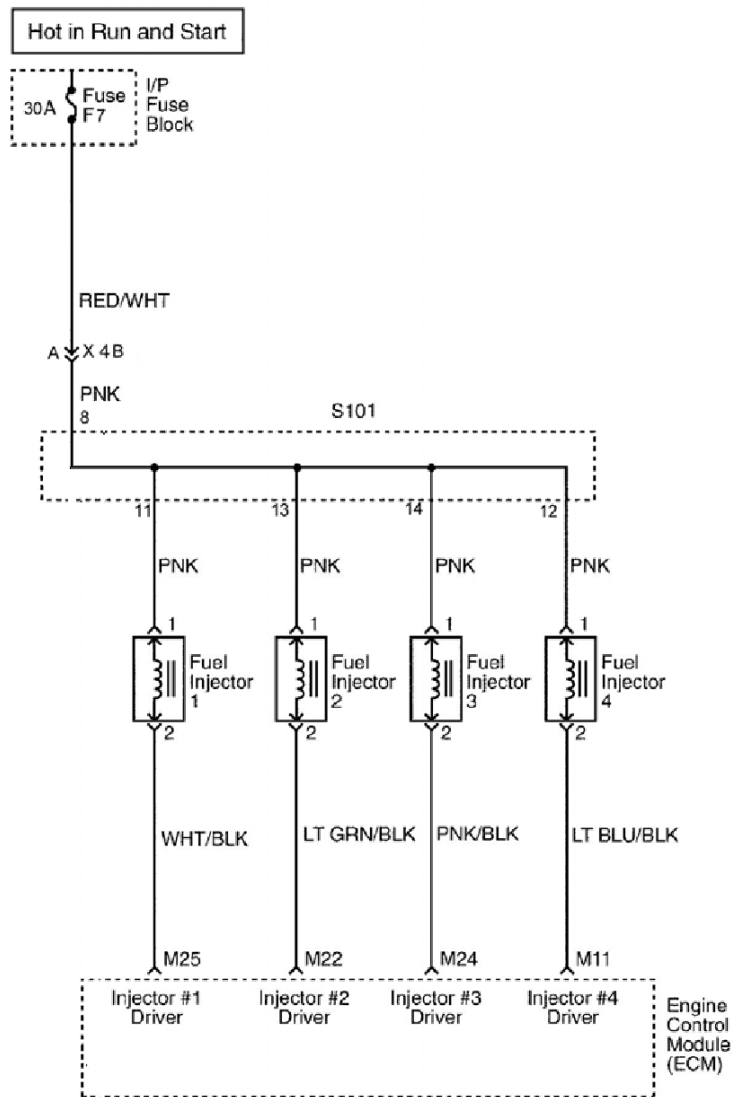 Hot in Run and Start
30A
Fuse
F7
I/P
Fuse
Block
RED/WHT
A
X 4B
PNK
8
S101
11
13
14
12
PNK
PNK
PNK
PNK
1
1
1
1
Fuel
Injector
1
Fuel
Injector
2
Fuel
Injector
3
Fuel
Injector
4
2
2
2
2
WHT/BLK
LT GRN/BLK
PNK/BLK
LT BLU/BLK
M25
M22
M24
M11
Injector #1
Driver
Injector #2
Driver
Injector #3
Driver
Injector #4
Driver
Engine
Control
Module
(ECM)